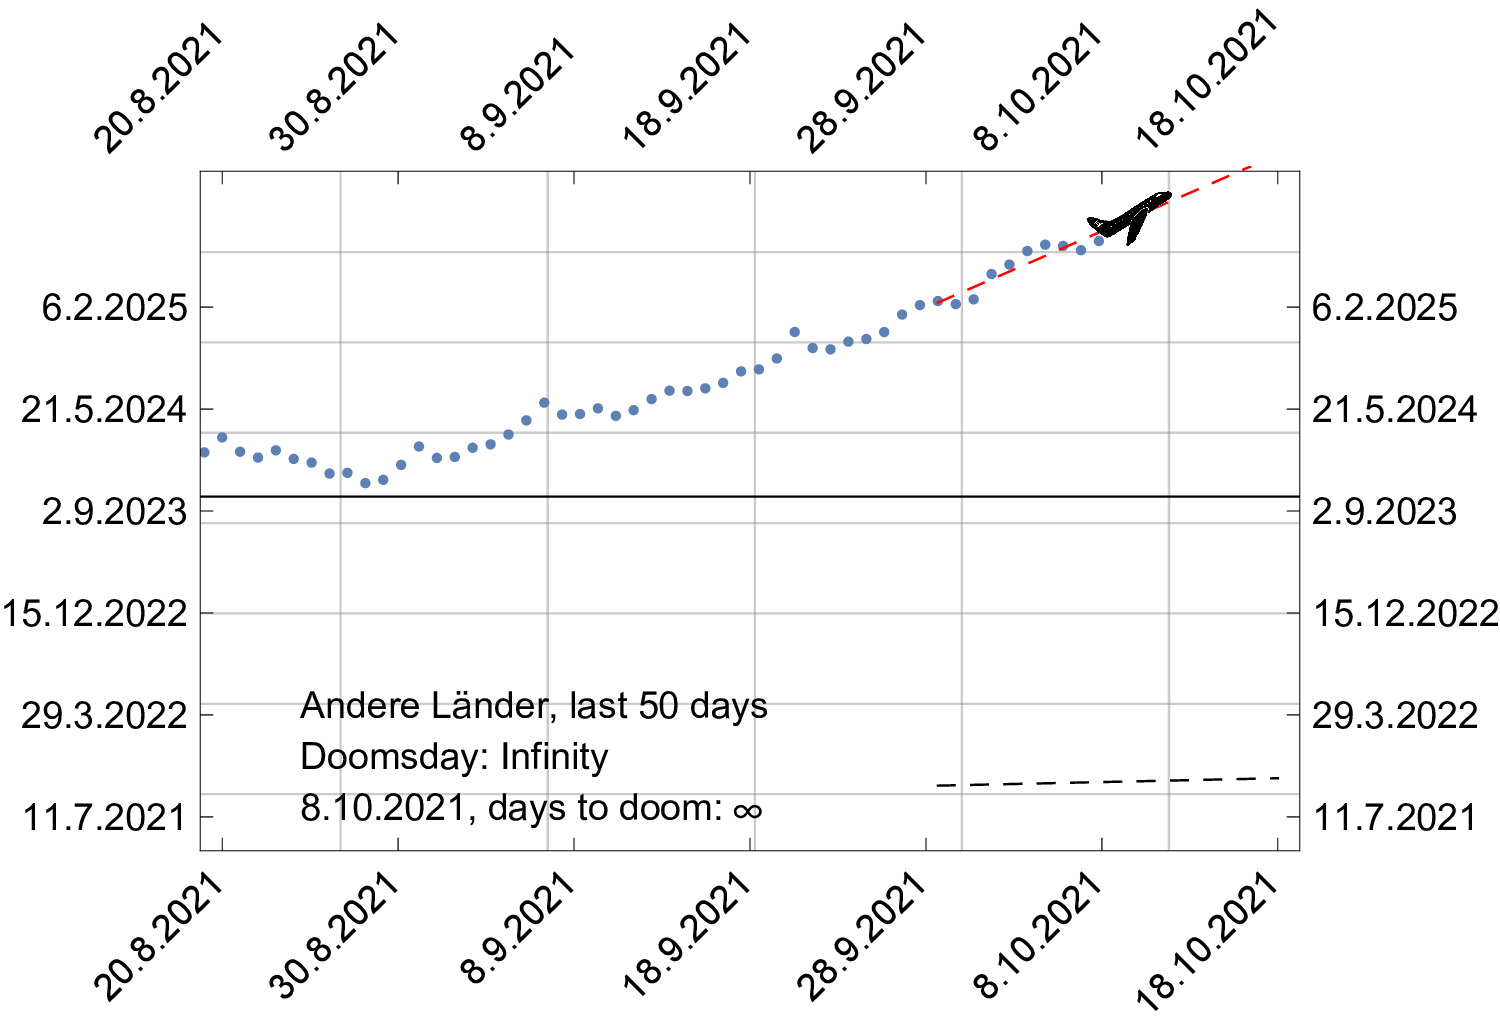 20.8.2021 30.8.2021 8.9.2021 18.9.2021 28.9.2021 8.10.2021 18.10.2021
6.2.2025 6.2.2025
21.5.2024 21.5.2024
2.9.2023 2.9.2023
15.12.2022 15.12.2022
29.3.2022 29.3.2022
11.7.2021 11.7.2021
Andere Länder, last 50 days
Doomsday: Infinity
8.10.2021, days to doom: ∞
20.8.2021 30.8.2021 8.9.2021 18.9.2021 28.9.2021 8.10.2021 18.10.2021